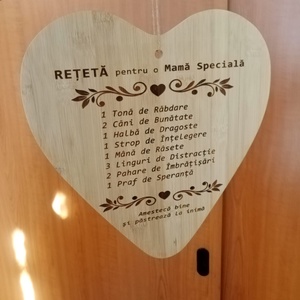 REȚETĂ pentru o Mamă Specială
1 Tonă de Răbdare
2 Căni de Bunătate
1 Halbă de Dragoste
1 Strop de Înțelegere
1 Mână de Râsete
3 Linguri de Distracție
2 Pahare de Îmbrățișări
1 Praf de Speranță
Amestecă bine
și păstrează în inimă